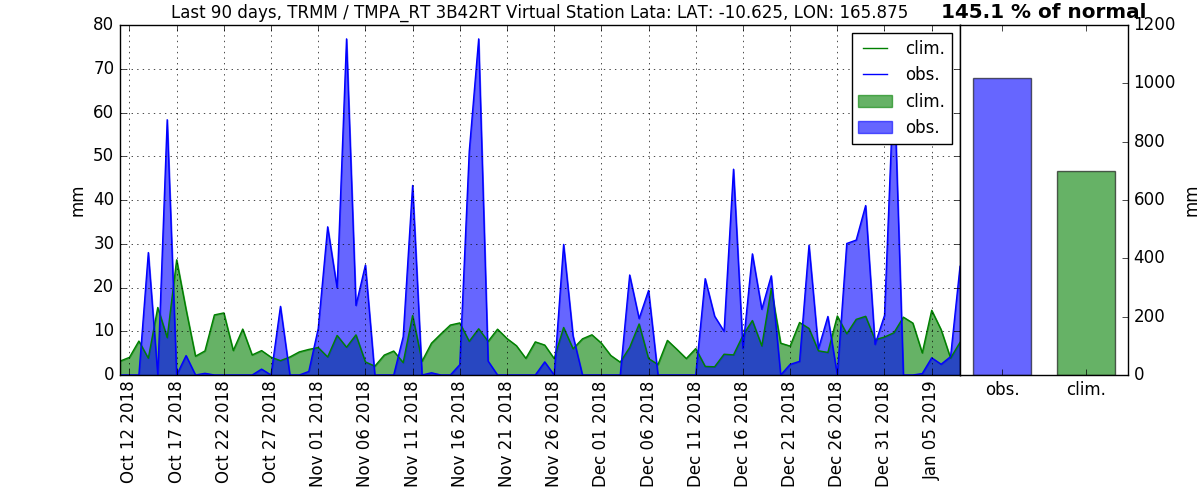 Last 90 days, TRMM / TMPA_RT 3B42RT Virtual Station Lata: LAT: -10.625, LON: 165.875
145.1 % of normal
80
70
60
50
40
30
20
10
0
mm
clim.
obs.
clim.
obs.
1200
1000
800
600
400
200
0
mm
obs.
clim.
Oct 12 2018
Oct 17 2018
Oct 22 2018
Oct 27 2018
Nov 01 2018
Nov 06 2018
Nov 11 2018
Nov 16 2018
Nov 21 2018
Nov 26 2018
Dec 01 2018
Dec 06 2018
Dec 11 2018
Dec 16 2018
Dec 21 2018
Dec 26 2018
Dec 31 2018
Jan 05 2019